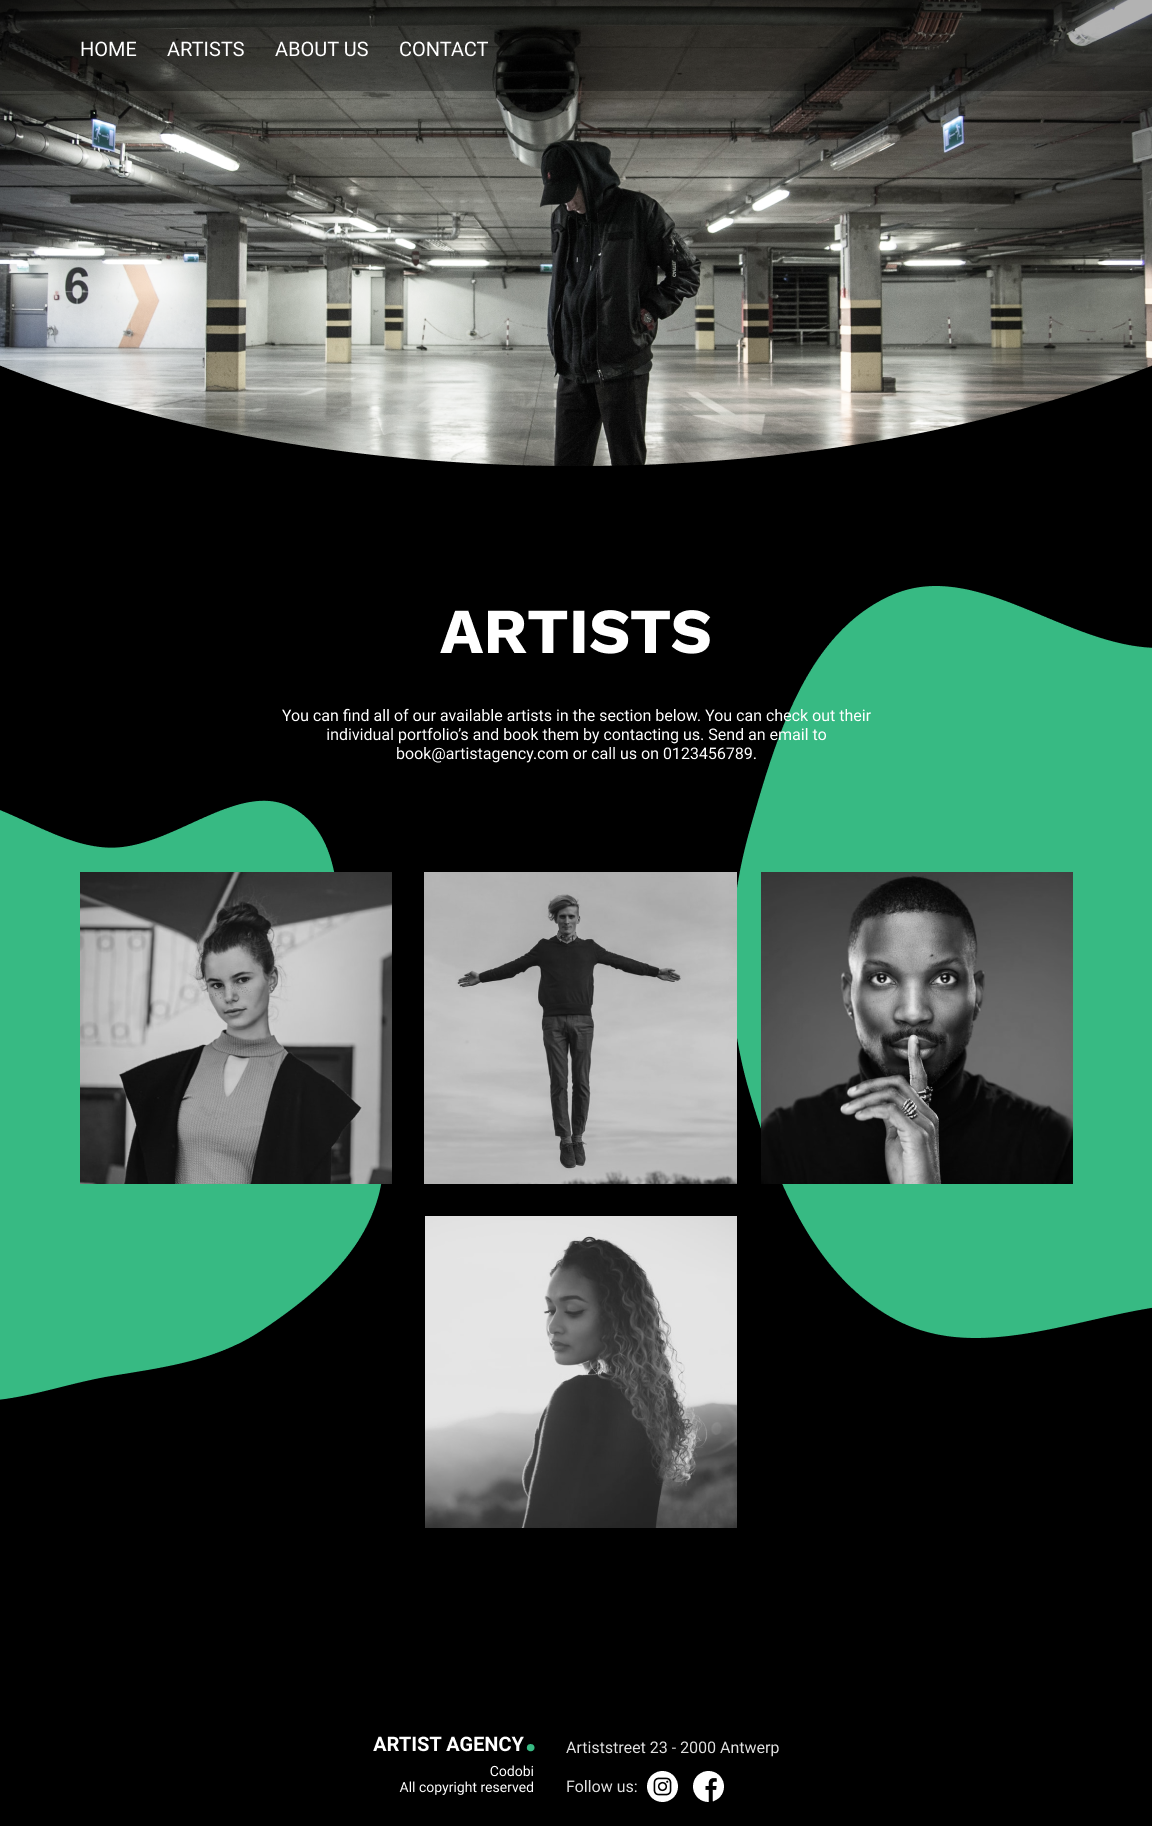 HOME ARTISTS ABOUT US CONTACT
6
ARTISTS
You can find all of our available artists in the section below. You can check out their
individual portfolio's and book them by contacting us. Send an email to
book@artistagency.com or call us on 0123456789.
ARTIST AGENCY
Codobi
All copyright reserved
Artiststreet 23 - 2000 Antwerp
Follow us: